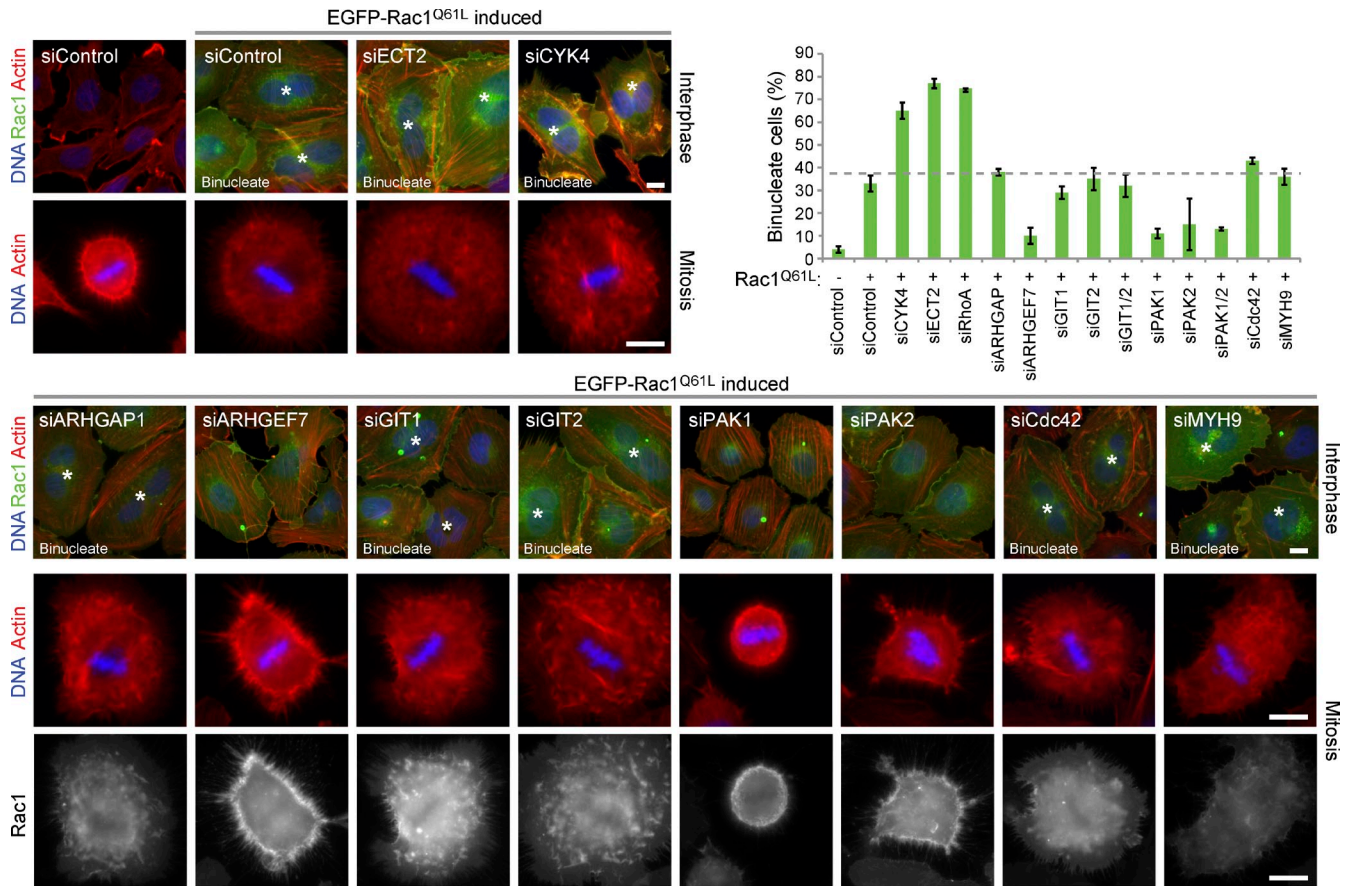 EGFP-Rac1Q61L induced
siControl
siControl
siECT2
siCYK4
DNA Rac1 Actin
*
*
*
*
*
*
Binucleate
Binucleate
Binucleate
Interphase
DNA Actin
Mitosis
Binucleate cells (%)
90
80
70
60
50
40
30
20
10
0
Rac1Q61L: - + + + + + + + + + + + + + +
siControl
siControl
siCYK4
siECT2
siRhoA
siARHGAP
siARHGEF7
siGIT1
siGIT2
siGIT1/2
siPAK1
siPAK2
siPAK1/2
siCdc42
siMYH9
EGFP-Rac1Q61L induced
siARHGAP1
siARHGEF7
siGIT1
siGIT2
siPAK1
siPAK2
siCdc42
siMYH9
DNA Rac1 Actin
*
*
*
*
*
*
*
*
*
*
Binucleate
Binucleate
Binucleate
Binucleate
Binucleate
Interphase
DNA Actin
Mitosis
Rac1